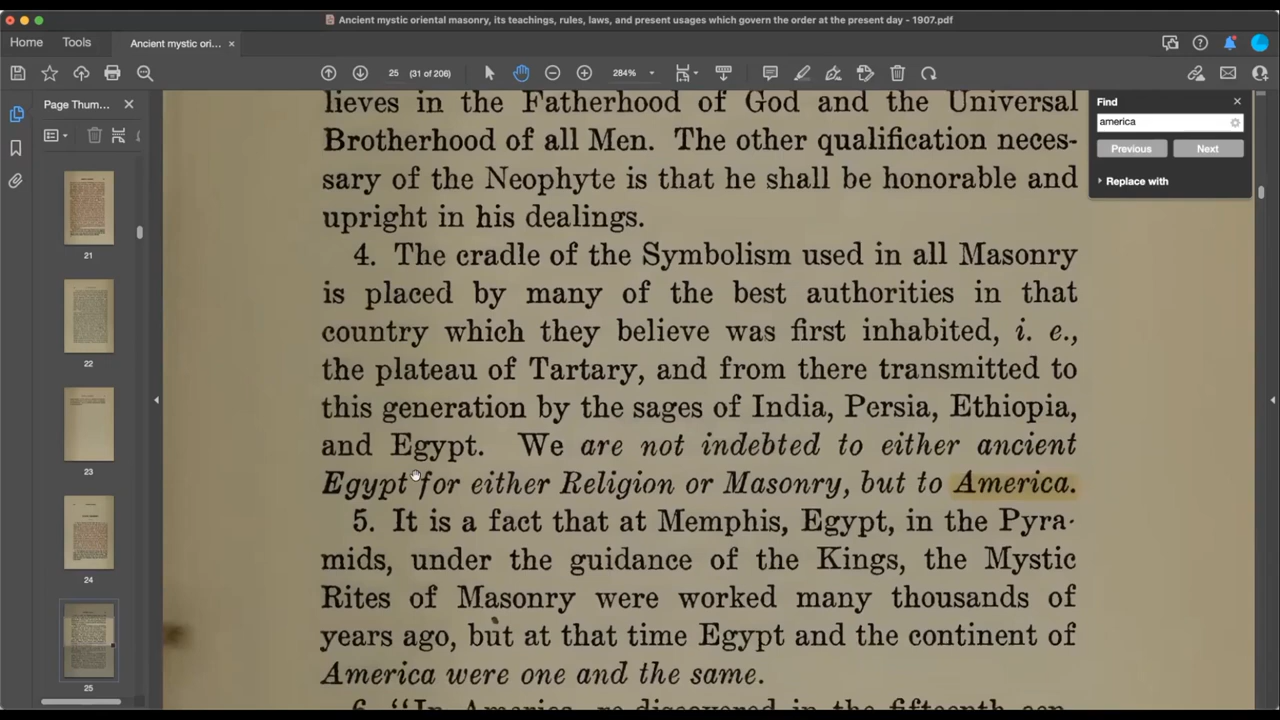 Ancient mystic oriental masonry, its teachings, rules, laws, and present usages which govern the order at the present day - 1907.pdf
Home Tools Ancient mystic ori... ×
25 (31 of 206) 284%
Page Thum... ×
21
22
23
24
25
Find ×
america
Previous Next
Replace with
lieves in the Fatherhood of God and the Universal
Brotherhood of all Men. The other qualification neces-
sary of the Neophyte is that he shall be honorable and
upright in his dealings.
4. The cradle of the Symbolism used in all Masonry
is placed by many of the best authorities in that
country which they believe was first inhabited, i. e.,
the plateau of Tartary, and from there transmitted to
this generation by the sages of India, Persia, Ethiopia,
and Egypt. We are not indebted to either ancient
Egypt for either Religion or Masonry, but to America.
5. It is a fact that at Memphis, Egypt, in the Pyra-
mids, under the guidance of the Kings, the Mystic
Rites of Masonry were worked many thousands of
years ago, but at that time Egypt and the continent of
America were one and the same.
6. "In America, re-discovered in the fifteenth cen-